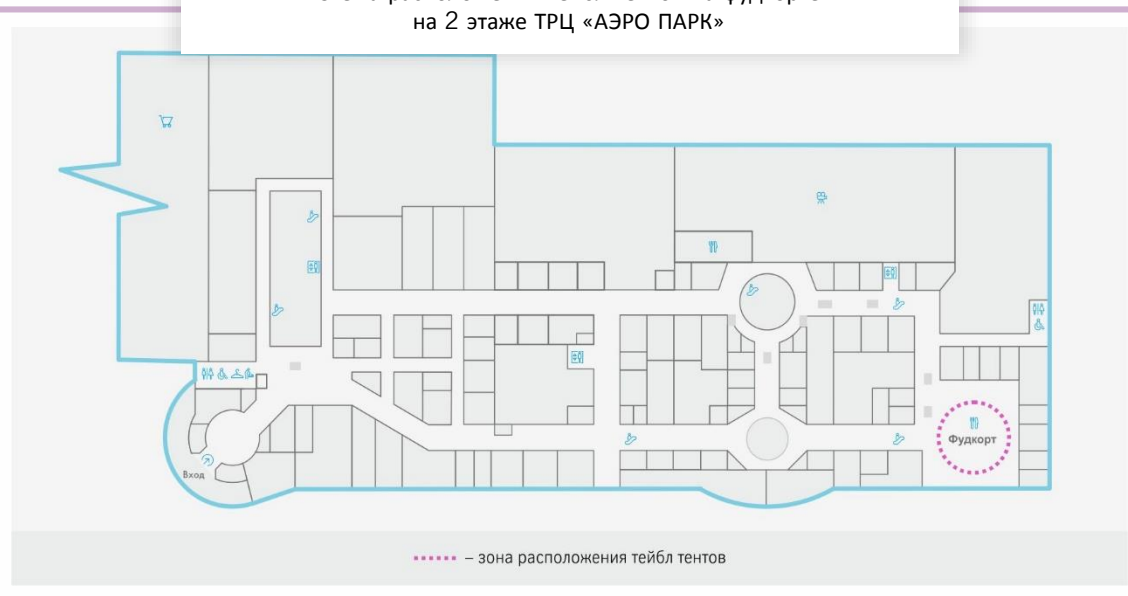 на 2 этаже ТРЦ «АЭРО ПАРК»
Вход
Фудкорт
– зона расположения тейбл тентов